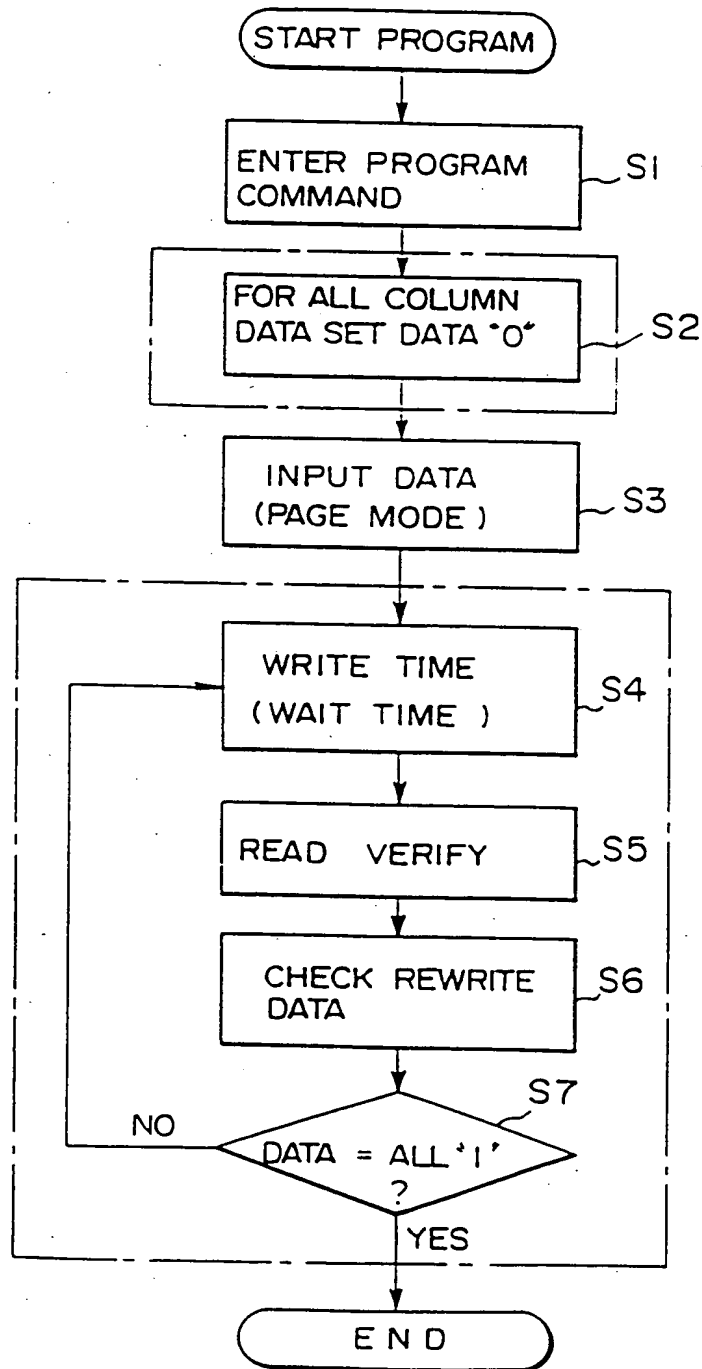 START PROGRAM
ENTER PROGRAM
COMMAND
S1
FOR ALL COLUMN
DATA SET DATA "0"
S2
INPUT DATA
(PAGE MODE)
S3
WRITE TIME
(WAIT TIME)
S4
READ VERIFY
S5
CHECK REWRITE
DATA
S6
S7
NO
DATA = ALL "1"
?
YES
END